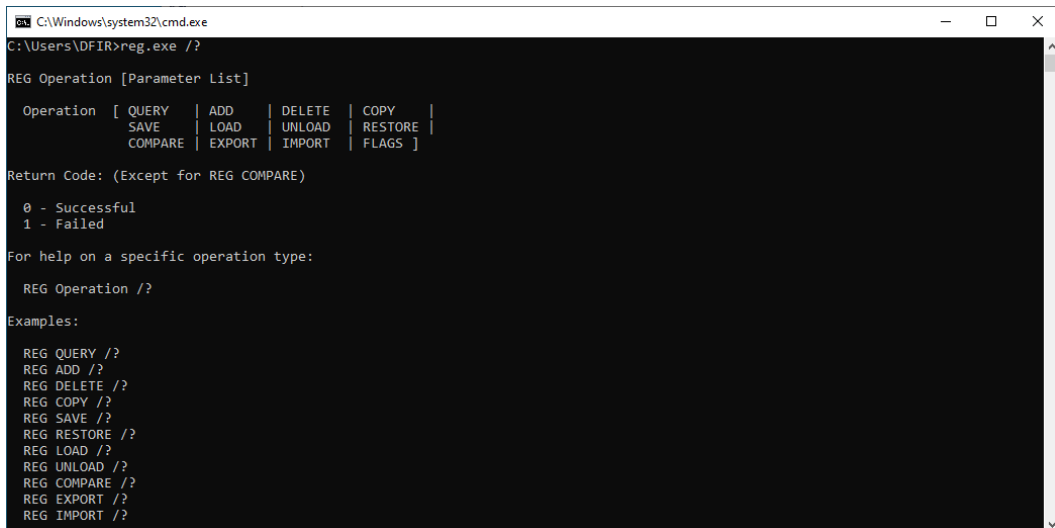 C:\Windows\system32\cmd.exe
C:\Users\DFIR>reg.exe /?
REG Operation [Parameter List]
Operation [ QUERY | ADD | DELETE | COPY |
SAVE | LOAD | UNLOAD | RESTORE |
COMPARE | EXPORT | IMPORT | FLAGS ]
Return Code: (Except for REG COMPARE)
0 - Successful
1 - Failed
For help on a specific operation type:
REG Operation /?
Examples:
REG QUERY /?
REG ADD /?
REG DELETE /?
REG COPY /?
REG SAVE /?
REG RESTORE /?
REG LOAD /?
REG UNLOAD /?
REG COMPARE /?
REG EXPORT /?
REG IMPORT /?